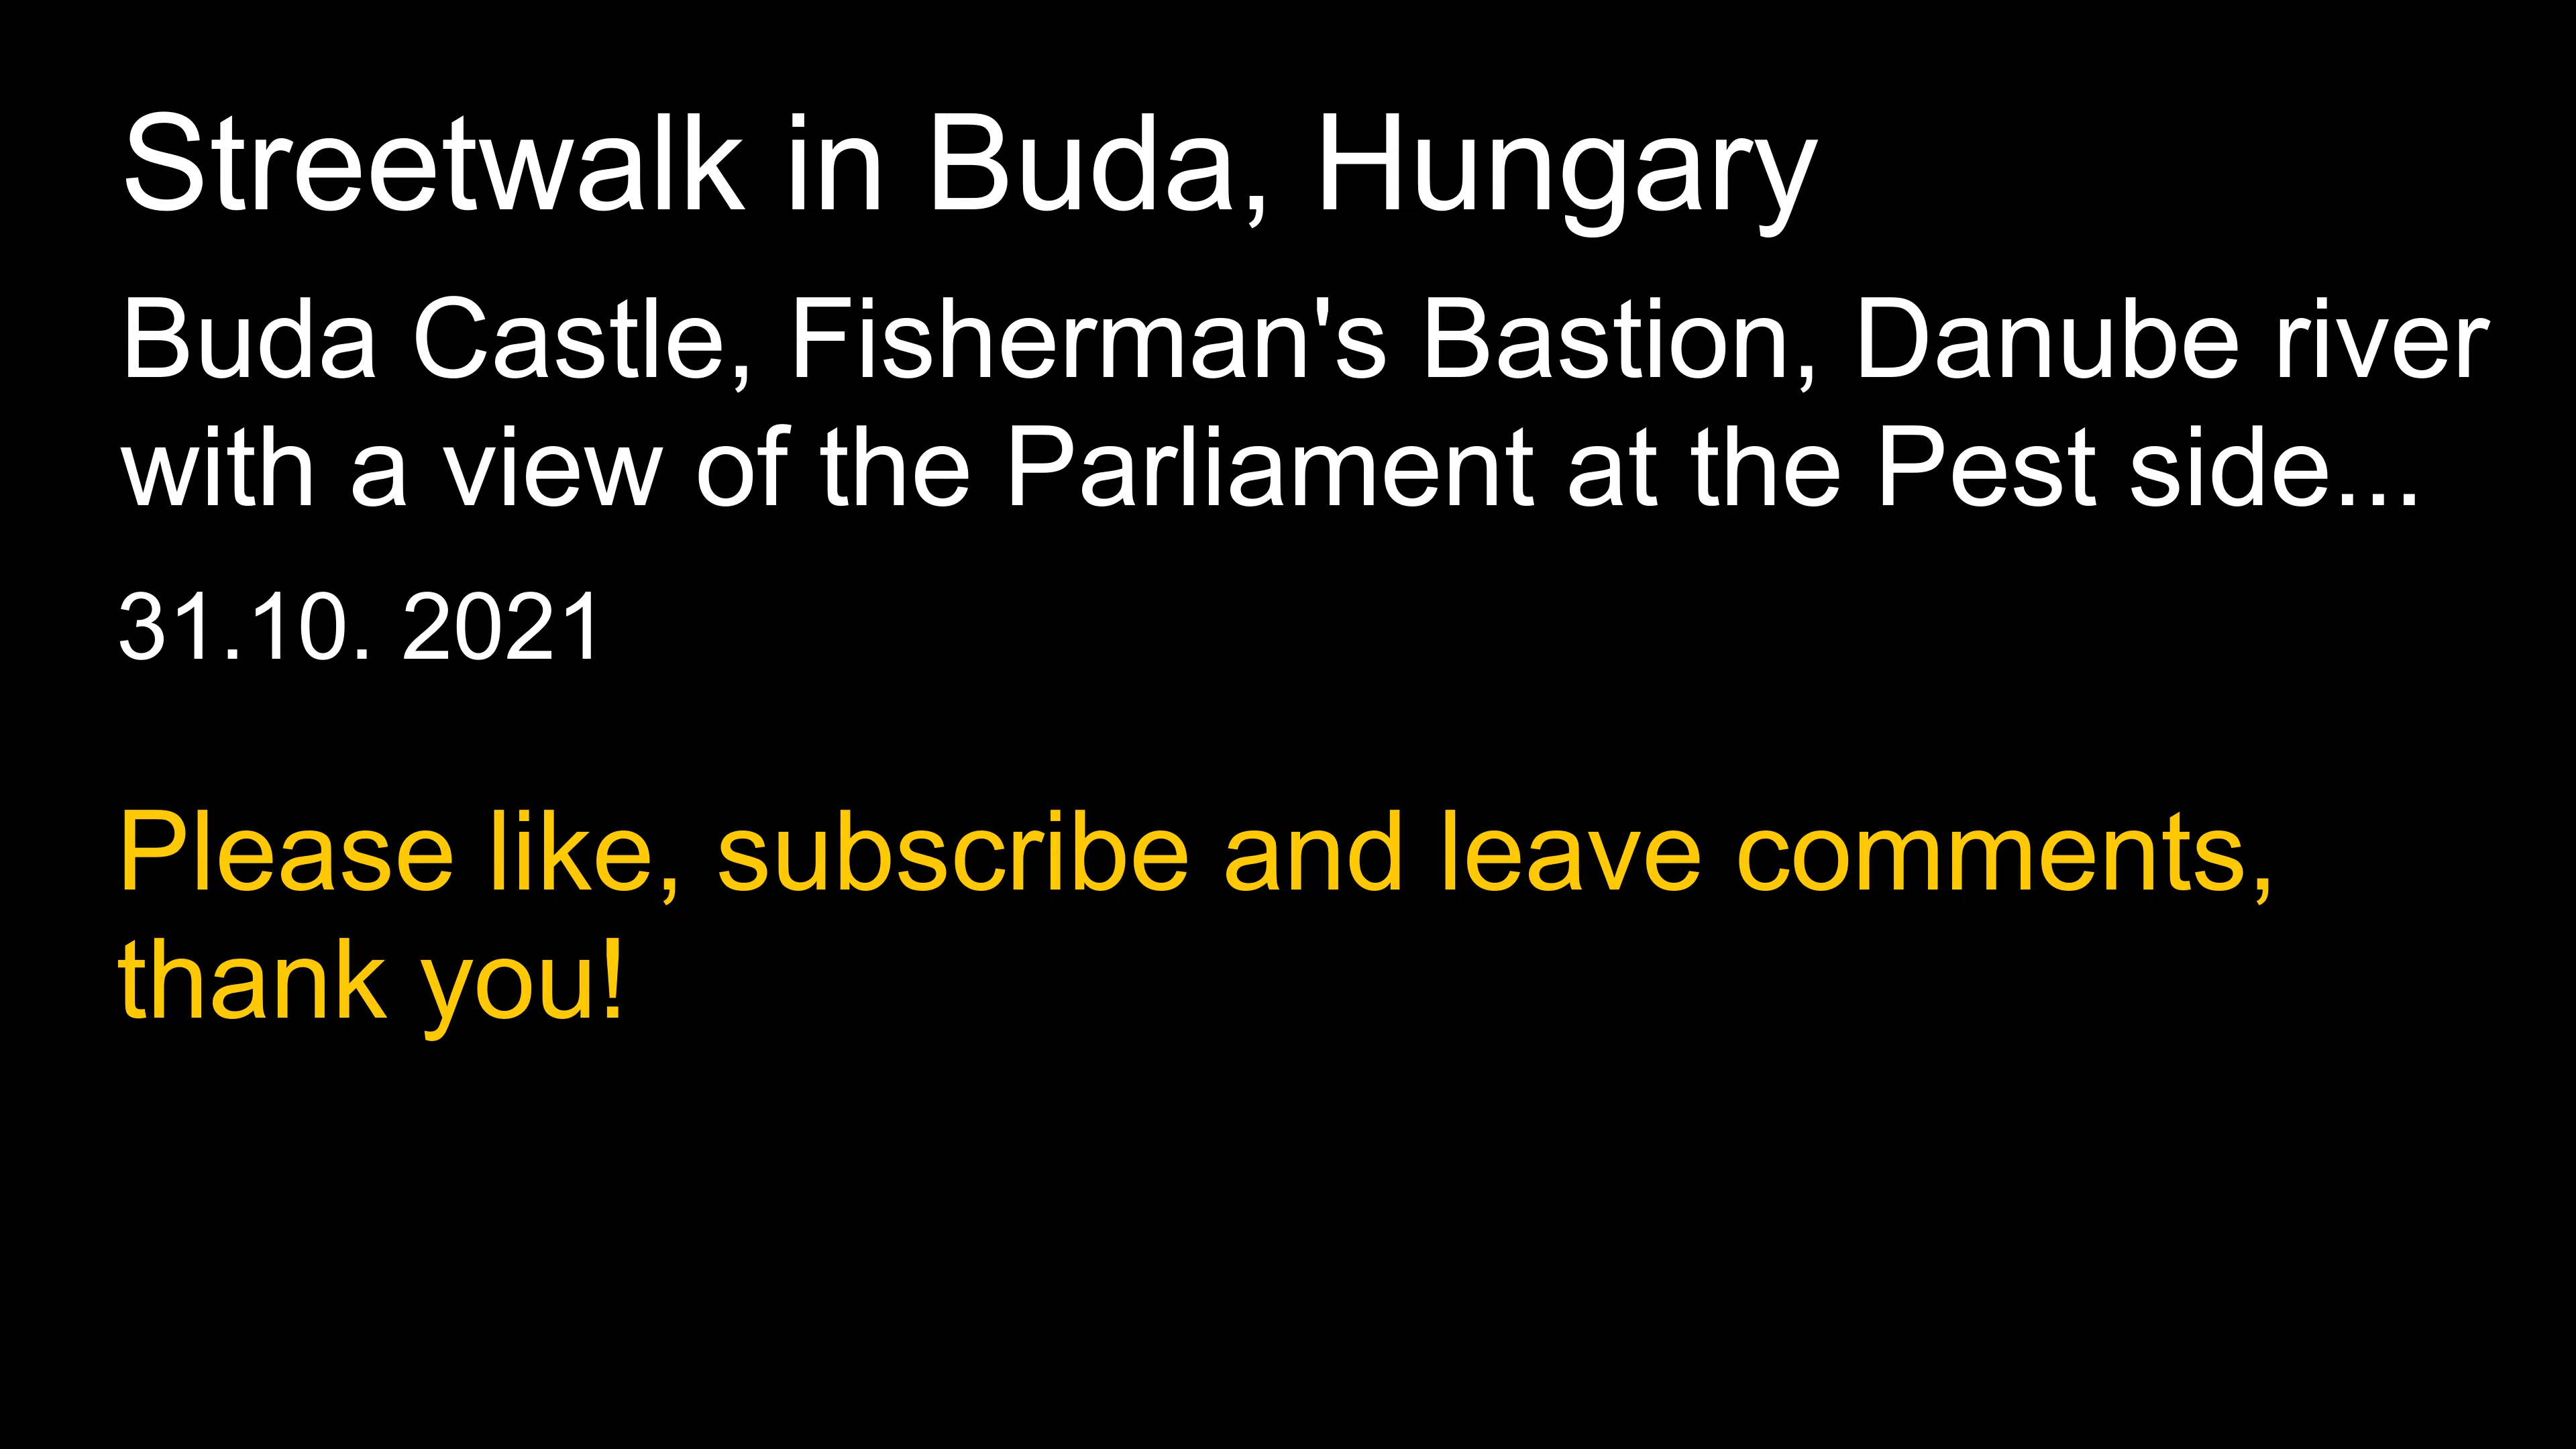 Streetwalk in Buda, Hungary
Buda Castle, Fisherman's Bastion, Danube river
with a view of the Parliament at the Pest side...
31.10. 2021
Please like, subscribe and leave comments,
thank you!